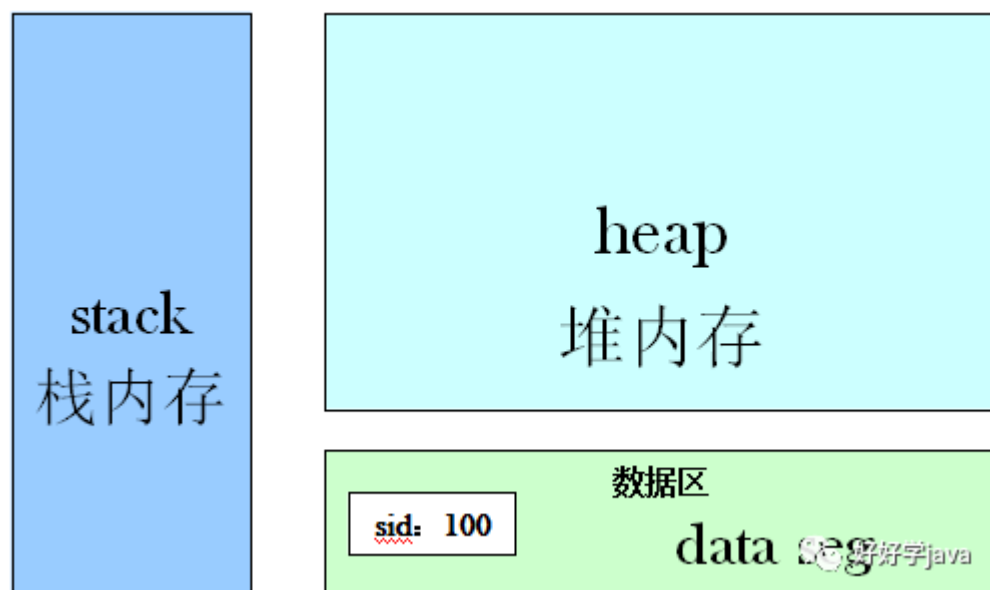 stack
栈内存
heap
堆内存
数据区
sid：100
data seg
好好学java